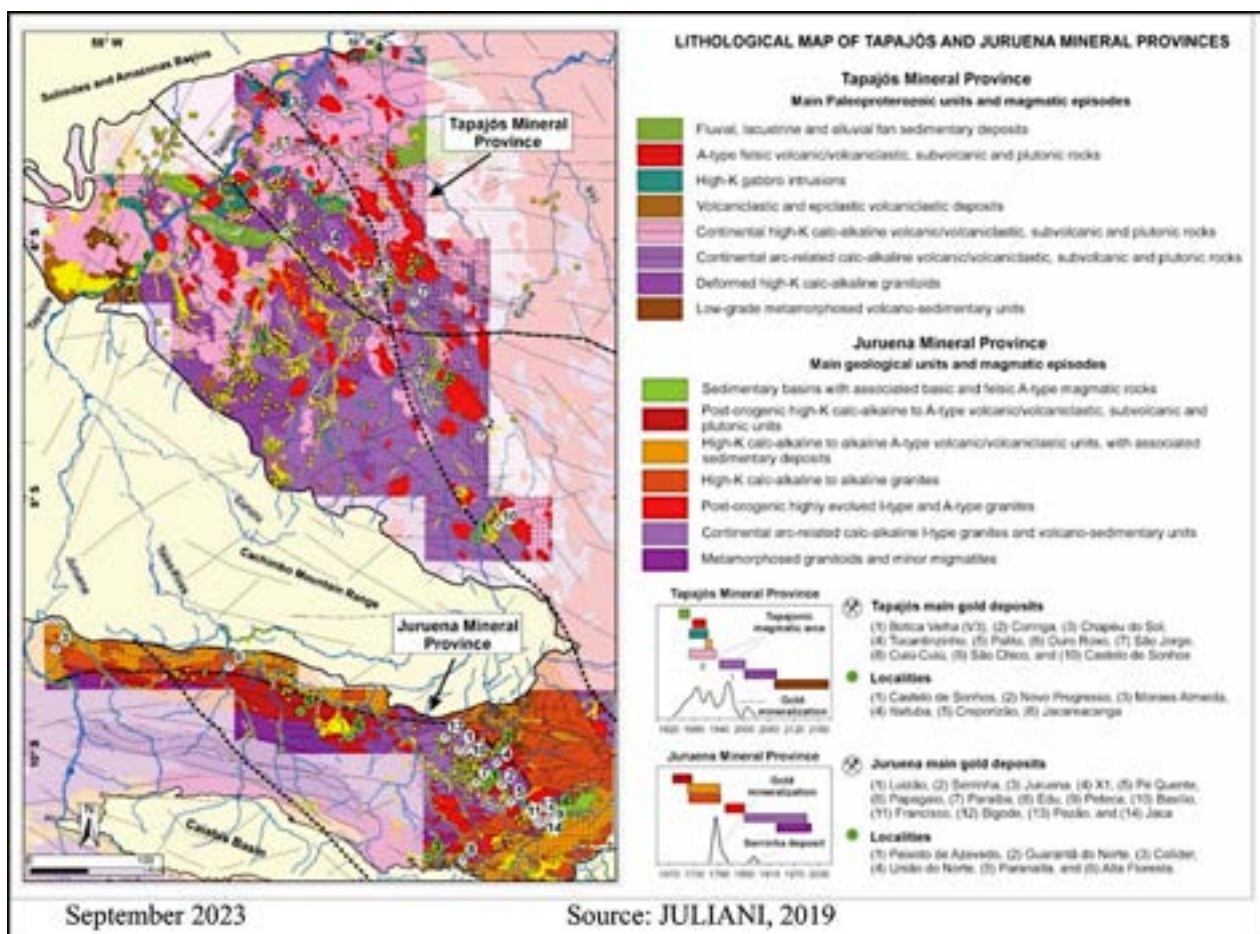 58° W
Solimões and Amazonas Basins
Tapajós Mineral
Province
Cachimbo Mountain Range
Juruena Mineral
Province
Caiabis Basin
N
LITHOLOGICAL MAP OF TAPAJÓS AND JURUENA MINERAL PROVINCES
Tapajós Mineral Province
Main Paleoproterozoic units and magmatic episodes
Fluvial, lacustrine and alluvial fan sedimentary deposits
A-type felsic volcanic/volcaniclastic, subvolcanic and plutonic rocks
High-K gabbro intrusions
Volcaniclastic and epiclastic volcaniclastic deposits
Continental high-K calc-alkaline volcanic/volcaniclastic, subvolcanic and plutonic rocks
Continental arc-related calc-alkaline volcanic/volcaniclastic, subvolcanic and plutonic rocks
Deformed high-K calc-alkaline granitoids
Low-grade metamorphosed volcano-sedimentary units
Juruena Mineral Province
Main geological units and magmatic episodes
Sedimentary basins with associated basic and felsic A-type magmatic rocks
Post-orogenic high-K calc-alkaline to A-type volcanic/volcaniclastic, subvolcanic and
plutonic units
High-K calc-alkaline to alkaline A-type volcanic/volcaniclastic units, with associated
sedimentary deposits
High-K calc-alkaline to alkaline granites
Post-orogenic highly evolved I-type and A-type granites
Continental arc-related calc-alkaline I-type granites and volcano-sedimentary units
Metamorphosed granitoids and minor migmatites
Tapajós Mineral Province
Tapajonic
magmatic arc
Gold
mineralization
Tapajós main gold deposits
(1) Botica Velha (V3), (2) Coringa, (3) Chapéu do Sol,
(4) Tocantinzinho, (5) Palito, (6) Ouro Roxo, (7) São Jorge,
(8) Cuiú-Cuiú, (9) São Chico, and (10) Castelo de Sonhos
Localities
(1) Castelo de Sonhos, (2) Novo Progresso, (3) Moraes Almeida,
(4) Itaituba, (5) Creporizão, (6) Jacareacanga
Juruena Mineral Province
Gold
mineralization
Serrinha deposit
Juruena main gold deposits
(1) Luizão, (2) Serrinha, (3) Juruena, (4) X1, (5) Pé Quente,
(6) Papagaio, (7) Paraíba, (8) Edu, (9) Peteca, (10) Basílio,
(11) Francisco, (12) Bigode, (13) Pezão, and (14) Jaca
Localities
(1) Peixoto de Azevedo, (2) Guarantã do Norte, (3) Colíder,
(4) União do Norte, (5) Paranaíta, and (6) Alta Floresta.
September 2023
Source: JULIANI, 2019